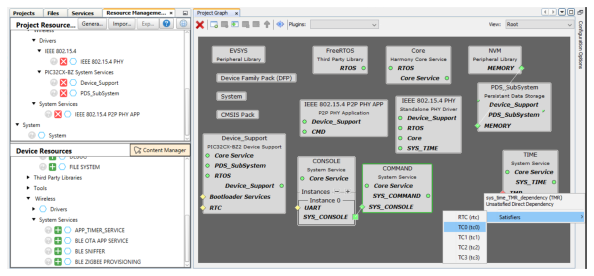 Projects Files Services Resource Manageme... ×
Project Resource... Genera... Impor... Exp...
Drivers
IEEE 802.15.4
IEEE 802.15.4 PHY
PIC32CX-BZ System Services
Device_Support
PDS_SubSystem
System Services
IEEE 802.15.4 P2P PHY APP
System
System
Device Resources Content Manager
FILE SYSTEM
Third Party Libraries
Tools
Wireless
Drivers
System Services
APP_TIMER_SERVICE
BLE OTA APP SERVICE
BLE SNIFFER
BLE ZIGBEE PROVISIONING
Project Graph ×
Plugins: View: Root
Configuration Options
EVSYS
Peripheral Library
FreeRTOS
Third Party Library
RTOS
Core
Harmony Core Service
RTOS
Core Service
NVM
Peripheral Library
MEMORY
Device Family Pack (DFP)
System
CMSIS Pack
IEEE 802.15.4 P2P PHY APP
P2P PHY Application
Device_Support
CMD
IEEE 802.15.4 PHY
Standalone PHY Driver
Device_Support
RTOS
Core
SYS_TIME
PDS_SubSystem
Persistant Data Storage
Device_Support
PDS_SubSystem
MEMORY
Device_Support
PIC32CX-BZ2 Device Support
Core Service
PDS_SubSystem
RTOS
Device_Support
Bootloader Services
RTC
CONSOLE
System Service
Core Service
Instances − ... +
Instance 0
UART
SYS_CONSOLE
COMMAND
System Service
Core Service
SYS_COMMAND
SYS_CONSOLE
TIME
System Service
Core Service
SYS_TIME
TMR
sys_time_TMR_dependency (TMR)
Unsatisfied Direct Dependency
Satisfiers
RTC (rtc)
TC0 (tc0)
TC1 (tc1)
TC2 (tc2)
TC3 (tc3)